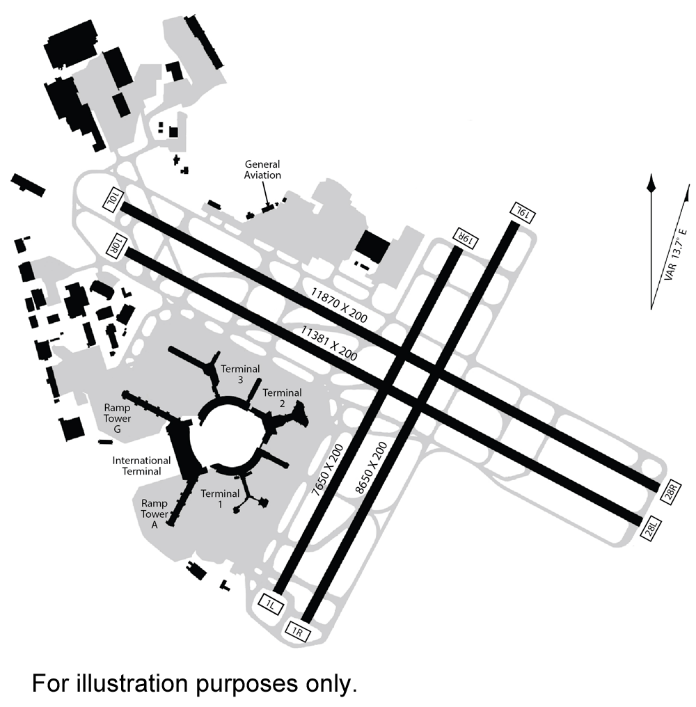 General
Aviation
10L
10R
19L
19R
VAR 13.7° E
11870 X 200
11381 X 200
Terminal
3
Terminal
2
Ramp
Tower
G
International
Terminal
Ramp
Tower
A
Terminal
1
7650 X 200
8650 X 200
28R
28L
1L
1R
For illustration purposes only.